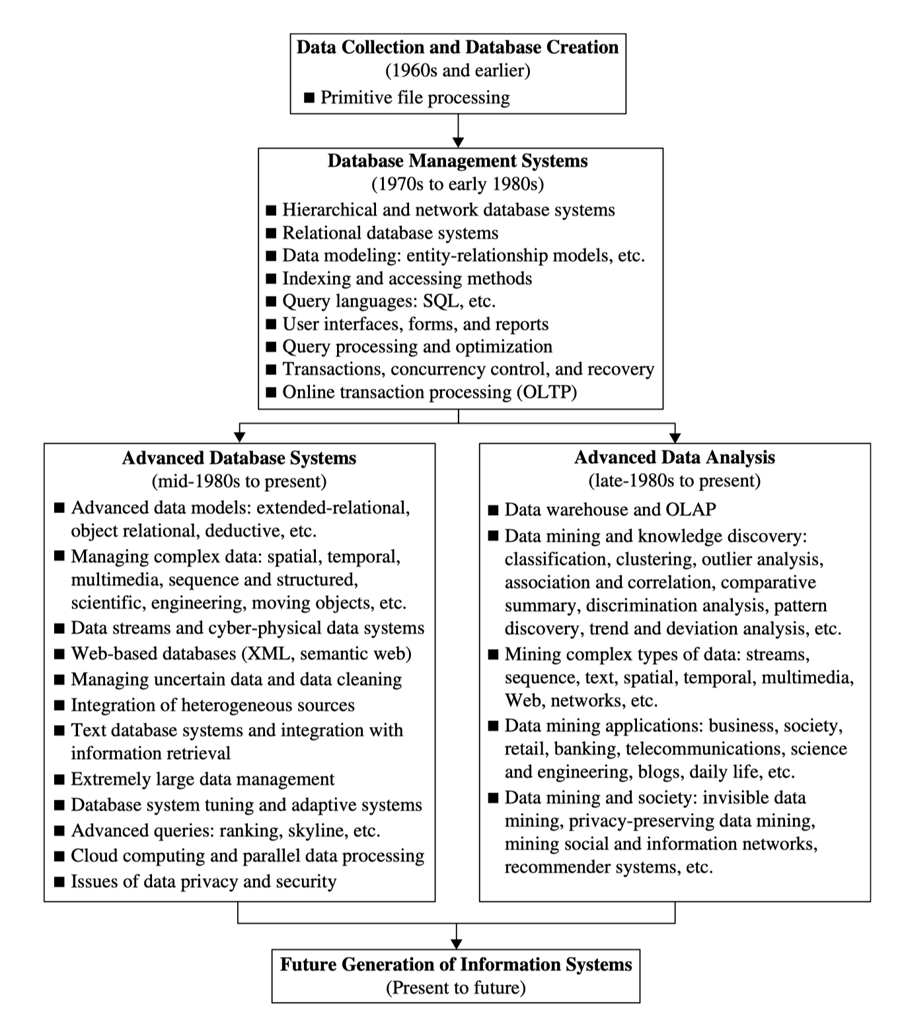 Data Collection and Database Creation
(1960s and earlier)
■ Primitive file processing
Database Management Systems
(1970s to early 1980s)
■ Hierarchical and network database systems
■ Relational database systems
■ Data modeling: entity-relationship models, etc.
■ Indexing and accessing methods
■ Query languages: SQL, etc.
■ User interfaces, forms, and reports
■ Query processing and optimization
■ Transactions, concurrency control, and recovery
■ Online transaction processing (OLTP)
Advanced Database Systems
(mid-1980s to present)
■ Advanced data models: extended-relational,
object relational, deductive, etc.
■ Managing complex data: spatial, temporal,
multimedia, sequence and structured,
scientific, engineering, moving objects, etc.
■ Data streams and cyber-physical data systems
■ Web-based databases (XML, semantic web)
■ Managing uncertain data and data cleaning
■ Integration of heterogeneous sources
■ Text database systems and integration with
information retrieval
■ Extremely large data management
■ Database system tuning and adaptive systems
■ Advanced queries: ranking, skyline, etc.
■ Cloud computing and parallel data processing
■ Issues of data privacy and security
Advanced Data Analysis
(late-1980s to present)
■ Data warehouse and OLAP
■ Data mining and knowledge discovery:
classification, clustering, outlier analysis,
association and correlation, comparative
summary, discrimination analysis, pattern
discovery, trend and deviation analysis, etc.
■ Mining complex types of data: streams,
sequence, text, spatial, temporal, multimedia,
Web, networks, etc.
■ Data mining applications: business, society,
retail, banking, telecommunications, science
and engineering, blogs, daily life, etc.
■ Data mining and society: invisible data
mining, privacy-preserving data mining,
mining social and information networks,
recommender systems, etc.
Future Generation of Information Systems
(Present to future)